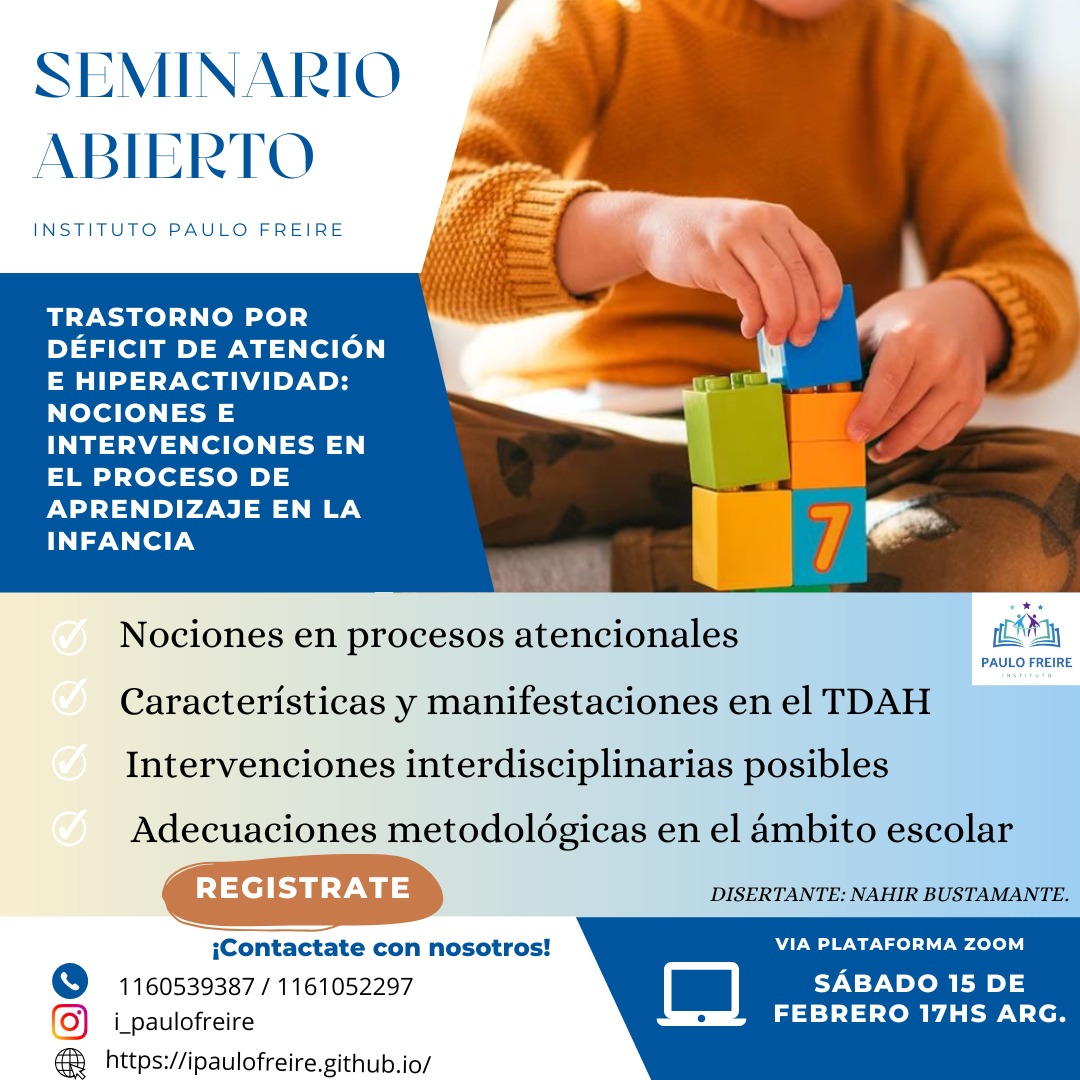 SEMINARIO
ABIERTO
INSTITUTO PAULO FREIRE
TRASTORNO POR
DÉFICIT DE ATENCIÓN
E HIPERACTIVIDAD:
NOCIONES E
INTERVENCIONES EN
EL PROCESO DE
APRENDIZAJE EN LA
INFANCIA
7
Nociones en procesos atencionales
PAULO FREIRE
INSTITUTO
Características y manifestaciones en el TDAH
Intervenciones interdisciplinarias posibles
Adecuaciones metodológicas en el ámbito escolar
REGISTRATE
DISERTANTE: NAHIR BUSTAMANTE.
¡Contactate con nosotros!
1160539387 / 1161052297
i_paulofreire
https://ipaulofreire.github.io/
VIA PLATAFORMA ZOOM
SÁBADO 15 DE
FEBRERO 17HS ARG.